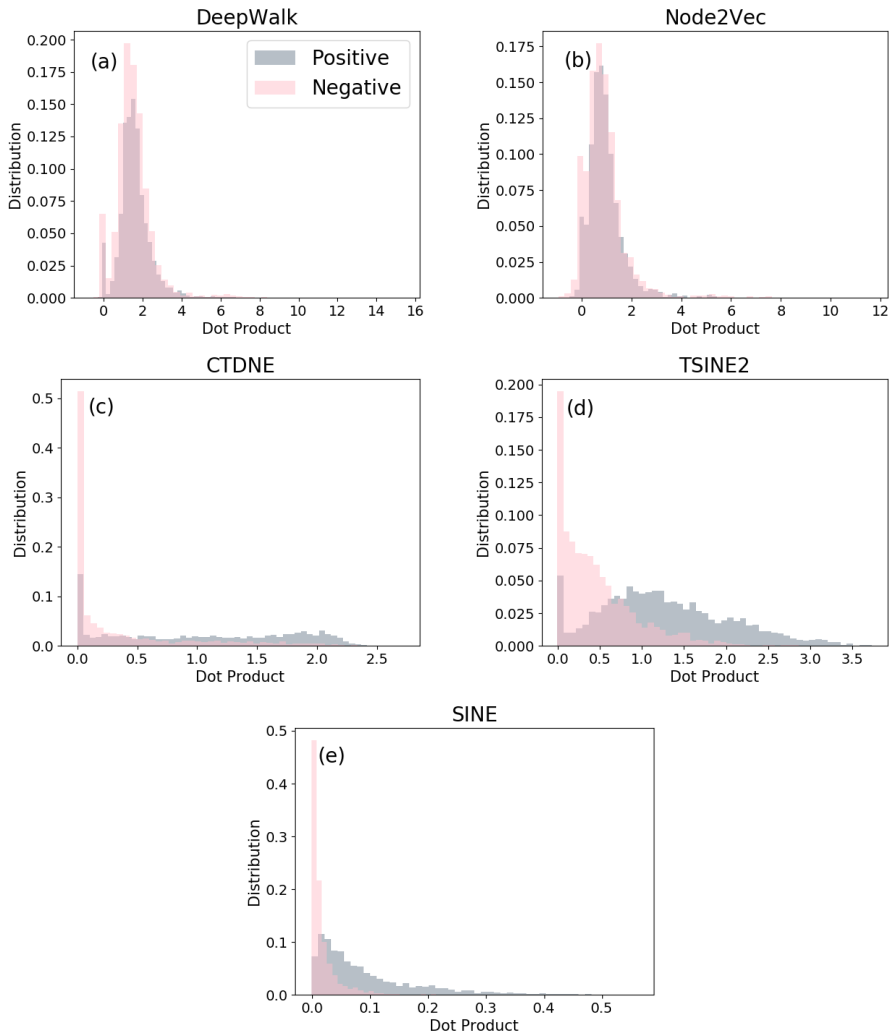 DeepWalk
(a)
Positive
Negative
0.200
0.175
0.150
0.125
0.100
0.075
0.050
0.025
0.000
Distribution
0 2 4 6 8 10 12 14 16
Dot Product
Node2Vec
(b)
0.175
0.150
0.125
0.100
0.075
0.050
0.025
0.000
Distribution
0 2 4 6 8 10 12
Dot Product
CTDNE
(c)
0.5
0.4
0.3
0.2
0.1
0.0
Distribution
0.0 0.5 1.0 1.5 2.0 2.5
Dot Product
TSINE2
(d)
0.200
0.175
0.150
0.125
0.100
0.075
0.050
0.025
0.000
Distribution
0.0 0.5 1.0 1.5 2.0 2.5 3.0 3.5
Dot Product
SINE
(e)
0.5
0.4
0.3
0.2
0.1
0.0
Distribution
0.0 0.1 0.2 0.3 0.4 0.5
Dot Product